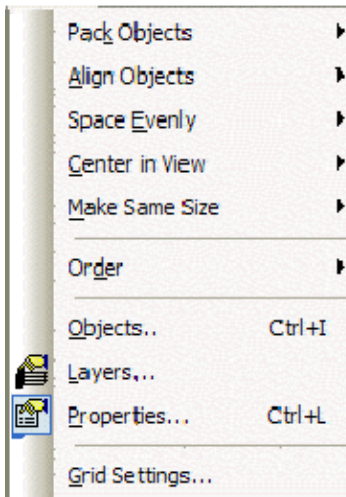 Pack Objects
Align Objects
Space Evenly
Center in View
Make Same Size
Order
Objects.. Ctrl+I
Layers...
Properties... Ctrl+L
Grid Settings...